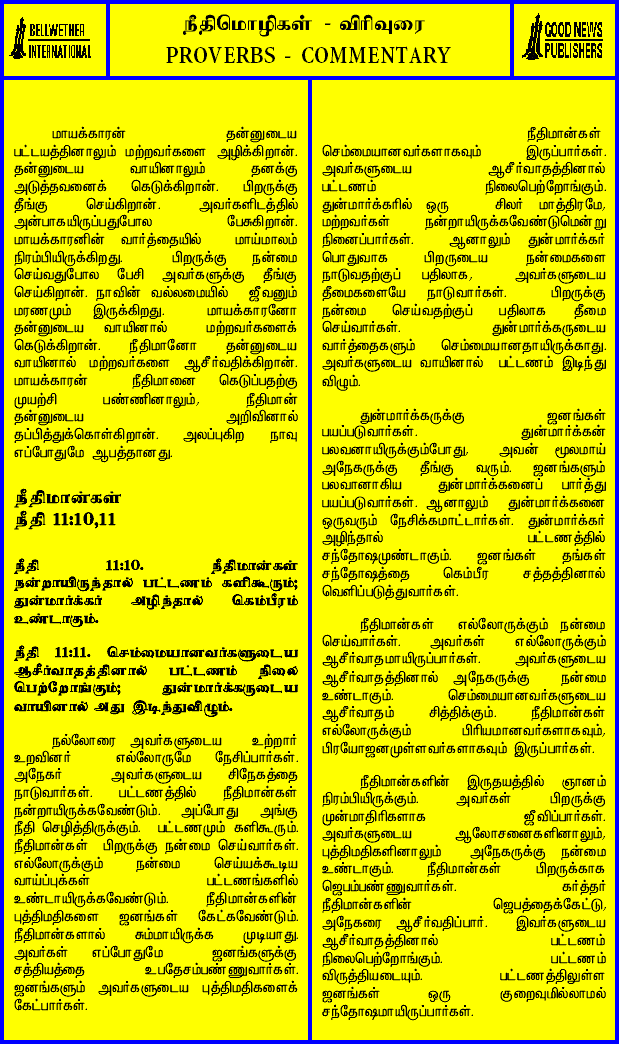 BELLWETHER
INTERNATIONAL
நீதிமொழிகள் - விரிவுரை
PROVERBS - COMMENTARY
GOOD NEWS
PUBLISHERS
மாயக்காரன் தன்னுடைய
பட்டயத்தினாலும் மற்றவர்களை அழிக்கிறான்.
தன்னுடைய வாயினாலும் தனக்கு
அடுத்தவனைக் கெடுக்கிறான். பிறருக்கு
தீங்கு செய்கிறான். அவர்களிடத்தில்
அன்பாகயிருப்பதுபோல பேசுகிறான்.
மாயக்காரனின் வார்த்தையில் மாய்மாலம்
நிரம்பியிருக்கிறது. பிறருக்கு நன்மை
செய்வதுபோல பேசி அவர்களுக்கு தீங்கு
செய்கிறான். நாவின் வல்லமையில் ஜீவனும்
மரணமும் இருக்கிறது. மாயக்காரனோ
தன்னுடைய வாயினால் மற்றவர்களைக்
கெடுக்கிறான். நீதிமானோ தன்னுடைய
வாயினால் மற்றவர்களை ஆசீர்வதிக்கிறான்.
மாயக்காரன் நீதிமானை கெடுப்பதற்கு
முயற்சி பண்ணினாலும், நீதிமான்
தன்னுடைய அறிவினால்
தப்பித்துக்கொள்கிறான். அலப்புகிற நாவு
எப்போதுமே ஆபத்தானது.
நீதிமான்கள்
நீதி 11:10,11
நீதி 11:10. நீதிமான்கள்
நன்றாயிருந்தால் பட்டணம் களிகூரும்;
துன்மார்க்கர் அழிந்தால் கெம்பீரம்
உண்டாகும்.
நீதி 11:11. செம்மையானவர்களுடைய
ஆசீர்வாதத்தினால் பட்டணம் நிலை
பெற்றோங்கும்; துன்மார்க்கருடைய
வாயினால் அது இடிந்துவிழும்.
நல்லோரை அவர்களுடைய உற்றார்
உறவினர் எல்லோருமே நேசிப்பார்கள்.
அநேகர் அவர்களுடைய சிநேகத்தை
நாடுவார்கள். பட்டணத்தில் நீதிமான்கள்
நன்றாயிருக்கவேண்டும். அப்போது அங்கு
நீதி செழித்திருக்கும். பட்டணமும் களிகூரும்.
நீதிமான்கள் பிறருக்கு நன்மை செய்வார்கள்.
எல்லோருக்கும் நன்மை செய்யக்கூடிய
வாய்ப்புக்கள் பட்டணங்களில்
உண்டாயிருக்கவேண்டும். நீதிமான்களின்
புத்திமதிகளை ஜனங்கள் கேட்கவேண்டும்.
நீதிமான்களால் சும்மாயிருக்க முடியாது.
அவர்கள் எப்போதுமே ஜனங்களுக்கு
சத்தியத்தை உபதேசம்பண்ணுவார்கள்.
ஜனங்களும் அவர்களுடைய புத்திமதிகளைக்
கேட்பார்கள்.
நீதிமான்கள்
செம்மையானவர்களாகவும் இருப்பார்கள்.
அவர்களுடைய ஆசீர்வாதத்தினால்
பட்டணம் நிலைபெற்றோங்கும்.
துன்மார்க்கரில் ஒரு சிலர் மாத்திரமே,
மற்றவர்கள் நன்றாயிருக்கவேண்டுமென்று
நினைப்பார்கள். ஆனாலும் துன்மார்க்கர்
பொதுவாக பிறருடைய நன்மைகளை
நாடுவதற்குப் பதிலாக, அவர்களுடைய
தீமைகளையே நாடுவார்கள். பிறருக்கு
நன்மை செய்வதற்குப் பதிலாக தீமை
செய்வார்கள். துன்மார்க்கருடைய
வார்த்தைகளும் செம்மையானதாயிருக்காது.
அவர்களுடைய வாயினால் பட்டணம் இடிந்து
விழும்.
துன்மார்க்கருக்கு ஜனங்கள்
பயப்படுவார்கள். துன்மார்க்கன்
பலவானாயிருக்கும்போது, அவன் மூலமாய்
அநேகருக்கு தீங்கு வரும். ஜனங்களும்
பலவானாகிய துன்மார்க்கனைப் பார்த்து
பயப்படுவார்கள். ஆனாலும் துன்மார்க்கனை
ஒருவரும் நேசிக்கமாட்டார்கள். துன்மார்க்கர்
அழிந்தால் பட்டணத்தில்
சந்தோஷமுண்டாகும். ஜனங்கள் தங்கள்
சந்தோஷத்தை கெம்பீர சத்தத்தினால்
வெளிப்படுத்துவார்கள்.
நீதிமான்கள் எல்லோருக்கும் நன்மை
செய்வார்கள். அவர்கள் எல்லோருக்கும்
ஆசீர்வாதமாயிருப்பார்கள். அவர்களுடைய
ஆசீர்வாதத்தினால் அநேகருக்கு நன்மை
உண்டாகும். செம்மையானவர்களுடைய
ஆசீர்வாதம் சித்திக்கும். நீதிமான்கள்
எல்லோருக்கும் பிரியமானவர்களாகவும்,
பிரயோஜனமுள்ளவர்களாகவும் இருப்பார்கள்.
நீதிமான்களின் இருதயத்தில் ஞானம்
நிரம்பியிருக்கும். அவர்கள் பிறருக்கு
முன்மாதிரிகளாக ஜீவிப்பார்கள்.
அவர்களுடைய ஆலோசனைகளினாலும்,
புத்திமதிகளினாலும் அநேகருக்கு நன்மை
உண்டாகும். நீதிமான்கள் பிறருக்காக
ஜெபம்பண்ணுவார்கள். கர்த்தர்
நீதிமான்களின் ஜெபத்தைக்கேட்டு,
அநேகரை ஆசீர்வதிப்பார். இவர்களுடைய
ஆசீர்வாதத்தினால் பட்டணம்
நிலைபெற்றோங்கும். பட்டணம்
விருத்தியடையும். பட்டணத்திலுள்ள
ஜனங்கள் ஒரு குறைவுமில்லாமல்
சந்தோஷமாயிருப்பார்கள்.